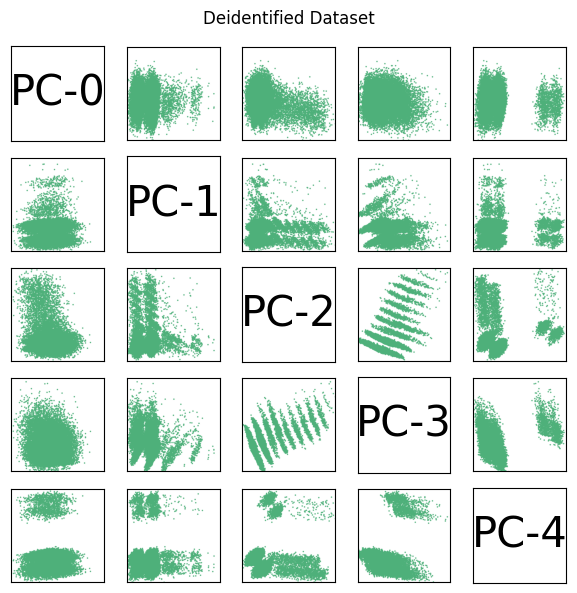 Deidentified Dataset
PC-0
PC-1
PC-2
PC-3
PC-4